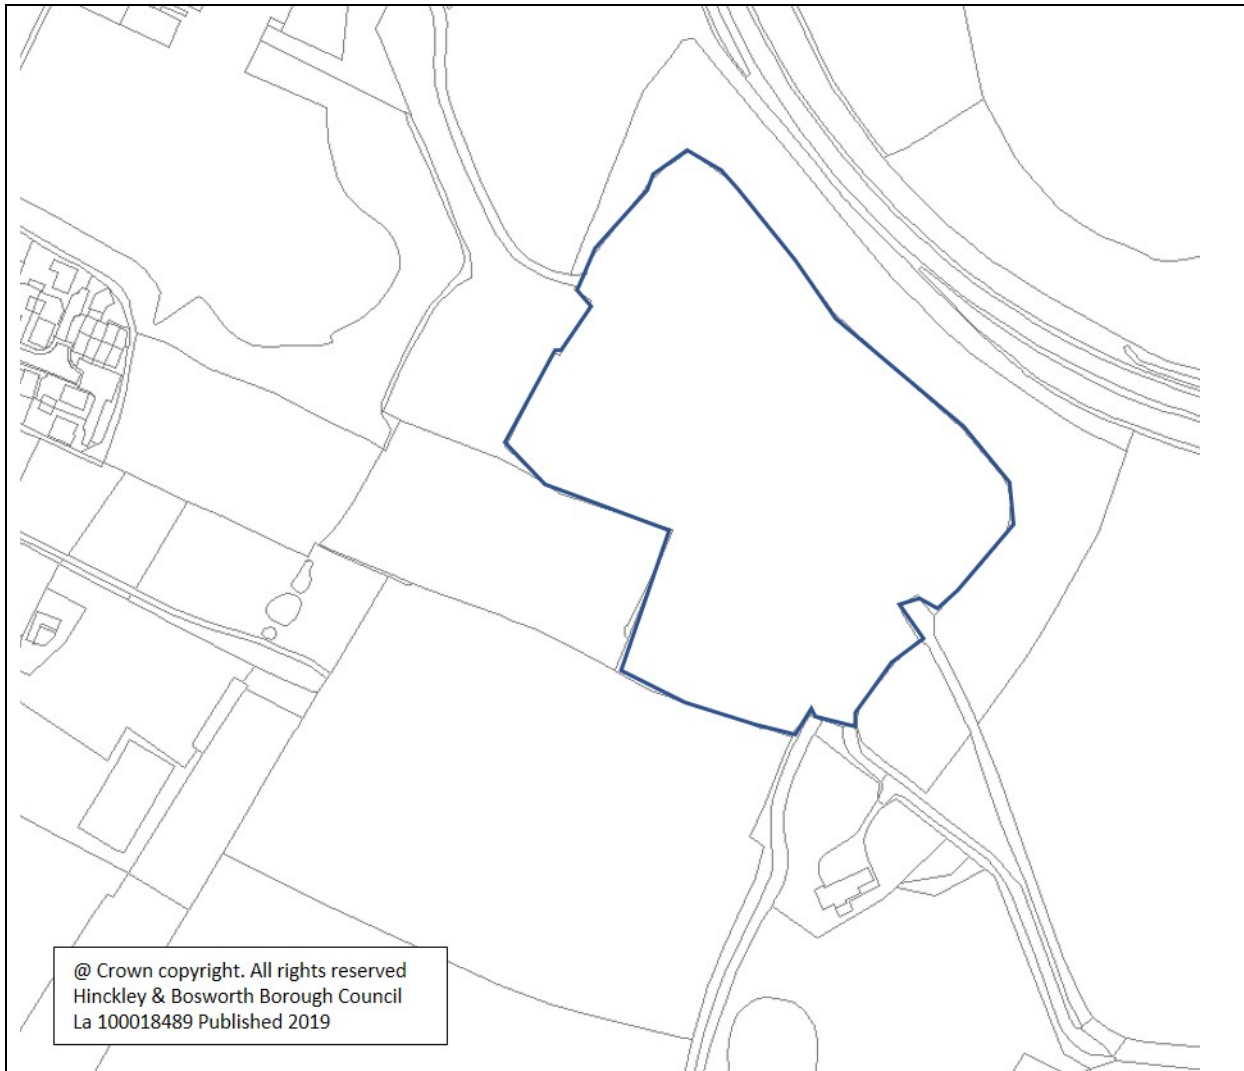 @ Crown copyright. All rights reserved
Hinckley & Bosworth Borough Council
La 100018489 Published 2019